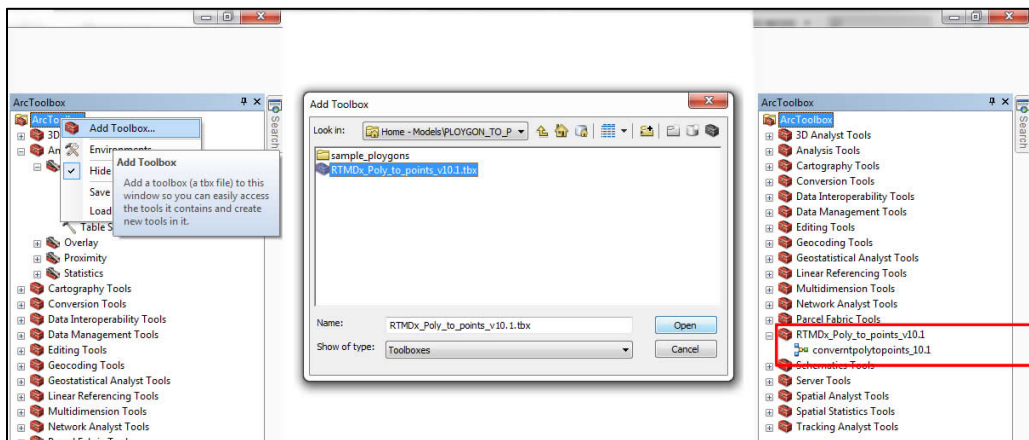 ArcToolbox
Search
3D
An
Add Toolbox...
Environments
Hide
Save
Load
Add Toolbox
Add a toolbox (a tbx file) to this
window so you can easily access
the tools it contains and create
new tools in it.
Table S
Overlay
Proximity
Statistics
Cartography Tools
Conversion Tools
Data Interoperability Tools
Data Management Tools
Editing Tools
Geocoding Tools
Geostatistical Analyst Tools
Linear Referencing Tools
Multidimension Tools
Network Analyst Tools
Add Toolbox
Look in: Home - Models\PLOYGON_TO_P
sample_ploygons
RTMDx_Poly_to_points_v10.1.tbx
Name: RTMDx_Poly_to_points_v10.1.tbx Open
Show of type: Toolboxes Cancel
ArcToolbox
Search
ArcToolbox
3D Analyst Tools
Analysis Tools
Cartography Tools
Conversion Tools
Data Interoperability Tools
Data Management Tools
Editing Tools
Geocoding Tools
Geostatistical Analyst Tools
Linear Referencing Tools
Multidimension Tools
Network Analyst Tools
Parcel Fabric Tools
RTMDx_Poly_to_points_v10.1
converntpolytopoints_10.1
Schematics Tools
Server Tools
Spatial Analyst Tools
Spatial Statistics Tools
Tracking Analyst Tools